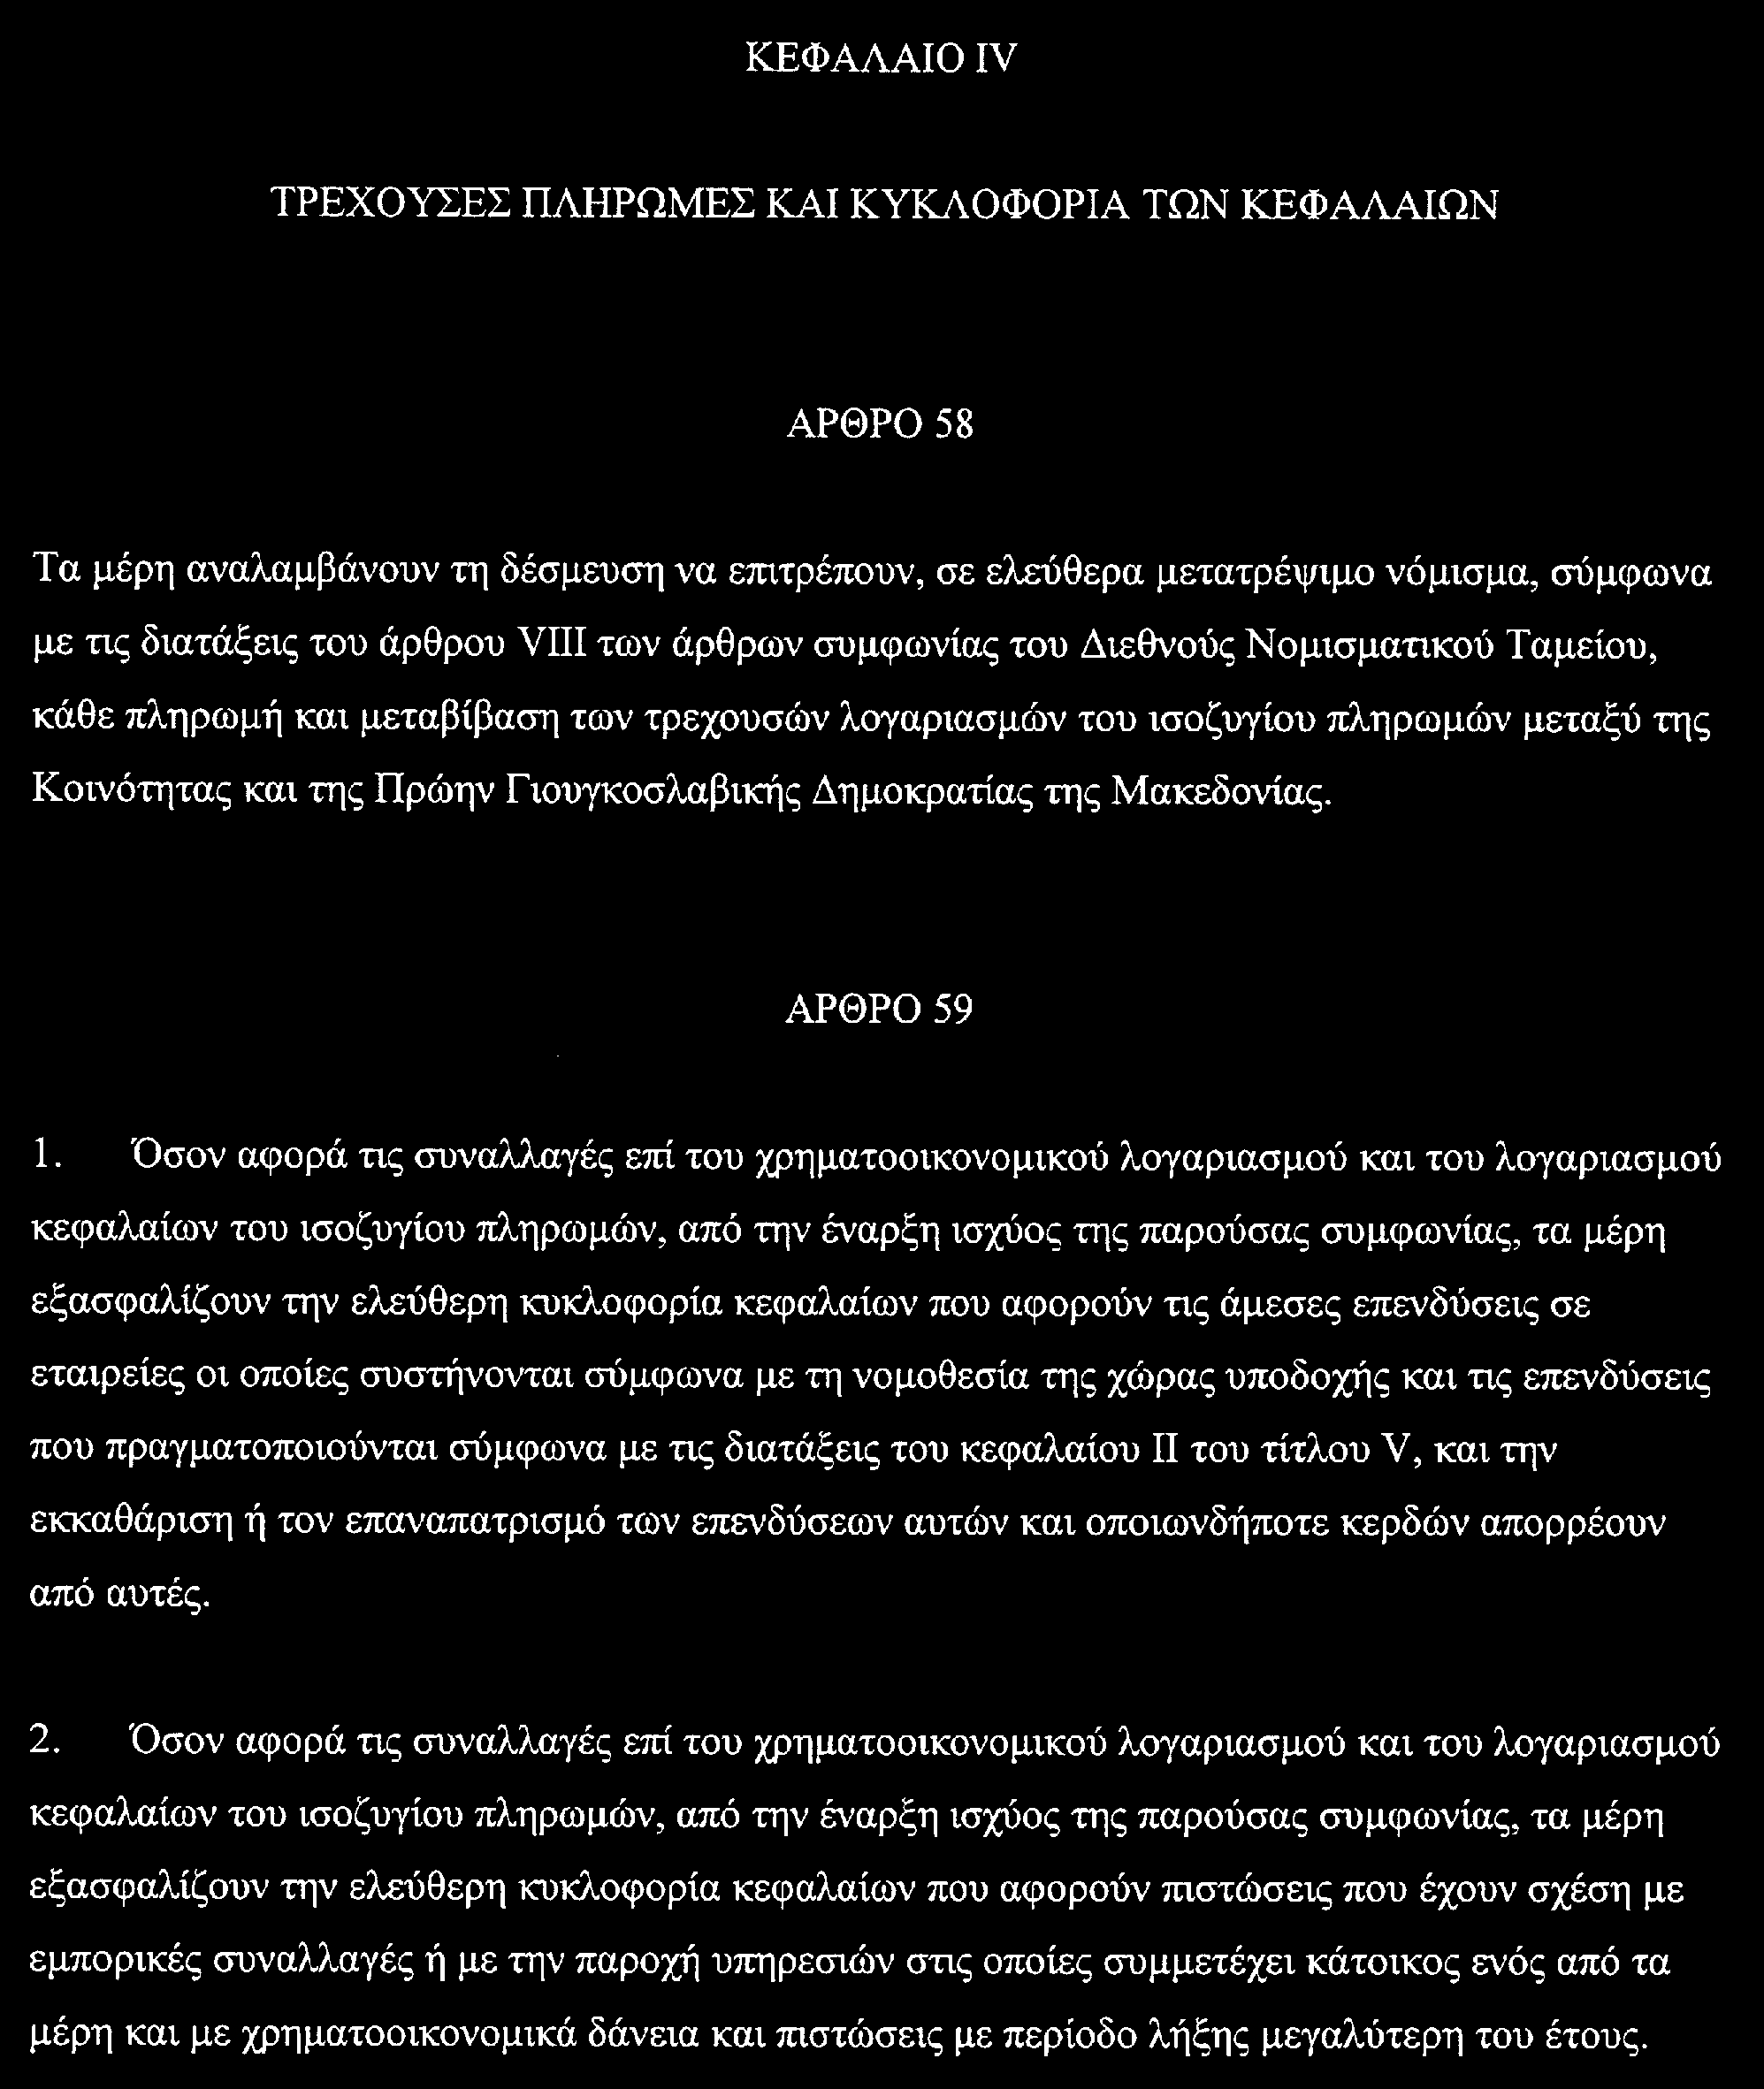 ΚΕΦΑΛΑΙΟ IV
ΤΡΕΧΟΥΣΕΣ ΠΛΗΡΩΜΕΣ ΚΑΙ ΚΥΚΛΟΦΟΡΙΑ ΤΩΝ ΚΕΦΑΛΑΙΩΝ
ΑΡΘΡΟ 58
Τα μέρη αναλαμβάνουν τη δέσμευση να επιτρέπουν, σε ελεύθερα μετατρέψιμο νόμισμα, σύμφωνα
με τις διατάξεις του άρθρου VIII των άρθρων συμφωνίας του Διεθνούς Νομισματικού Ταμείου,
κάθε πληρωμή και μεταβίβαση των τρεχουσών λογαριασμών του ισοζυγίου πληρωμών μεταξύ της
Κοινότητας και της Πρώην Γιουγκοσλαβικής Δημοκρατίας της Μακεδονίας.
ΑΡΘΡΟ 59
1. Όσον αφορά τις συναλλαγές επί του χρηματοοικονομικού λογαριασμού και του λογαριασμού
κεφαλαίων του ισοζυγίου πληρωμών, από την έναρξη ισχύος της παρούσας συμφωνίας, τα μέρη
εξασφαλίζουν την ελεύθερη κυκλοφορία κεφαλαίων που αφορούν τις άμεσες επενδύσεις σε
εταιρείες οι οποίες συστήνονται σύμφωνα με τη νομοθεσία της χώρας υποδοχής και τις επενδύσεις
που πραγματοποιούνται σύμφωνα με τις διατάξεις του κεφαλαίου II του τίτλου V, και την
εκκαθάριση ή τον επαναπατρισμό των επενδύσεων αυτών και οποιωνδήποτε κερδών απορρέουν
από αυτές.
2. Όσον αφορά τις συναλλαγές επί του χρηματοοικονομικού λογαριασμού και του λογαριασμού
κεφαλαίων του ισοζυγίου πληρωμών, από την έναρξη ισχύος της παρούσας συμφωνίας, τα μέρη
εξασφαλίζουν την ελεύθερη κυκλοφορία κεφαλαίων που αφορούν πιστώσεις που έχουν σχέση με
εμπορικές συναλλαγές ή με την παροχή υπηρεσιών στις οποίες συμμετέχει κάτοικος ενός από τα
μέρη και με χρηματοοικονομικά δάνεια και πιστώσεις με περίοδο λήξης μεγαλύτερη του έτους.